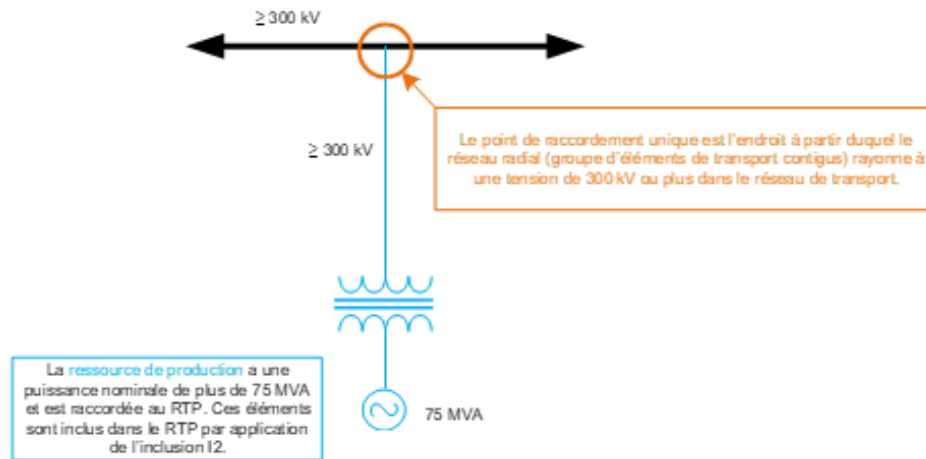 ≥ 300 kV
≥ 300 kV
Le point de raccordement unique est l'endroit à partir duquel le
réseau radial (groupe d'éléments de transport contigus) rayonne à
une tension de 300 kV ou plus dans le réseau de transport.
La ressource de production a une
puissance nominale de plus de 75 MVA
et est raccordée au RTP. Ces éléments
sont inclus dans le RTP par application
de l'inclusion I2.
75 MVA